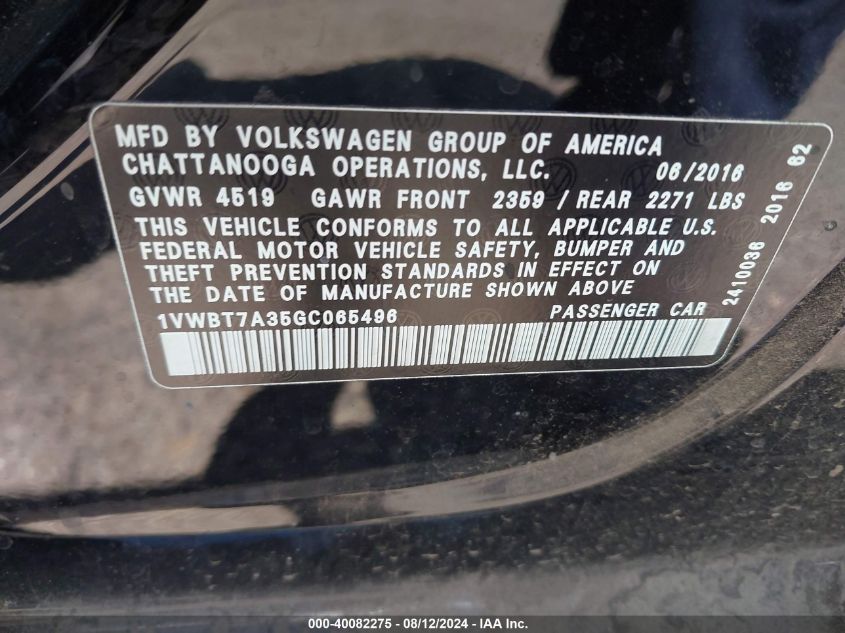 MFD BY VOLKSWAGEN GROUP OF AMERICA
CHATTANOOGA OPERATIONS, LLC. 06/2016
GVWR 4519 GAWR FRONT 2359 / REAR 2271 LBS
THIS VEHICLE CONFORMS TO ALL APPLICABLE U.S.
FEDERAL MOTOR VEHICLE SAFETY, BUMPER AND
THEFT PREVENTION STANDARDS IN EFFECT ON
THE DATE OF MANUFACTURE SHOWN ABOVE
1VWBT7A35GC065496 PASSENGER CAR
2410036 2016 62
000-40082275 - 08/12/2024 - IAA Inc.